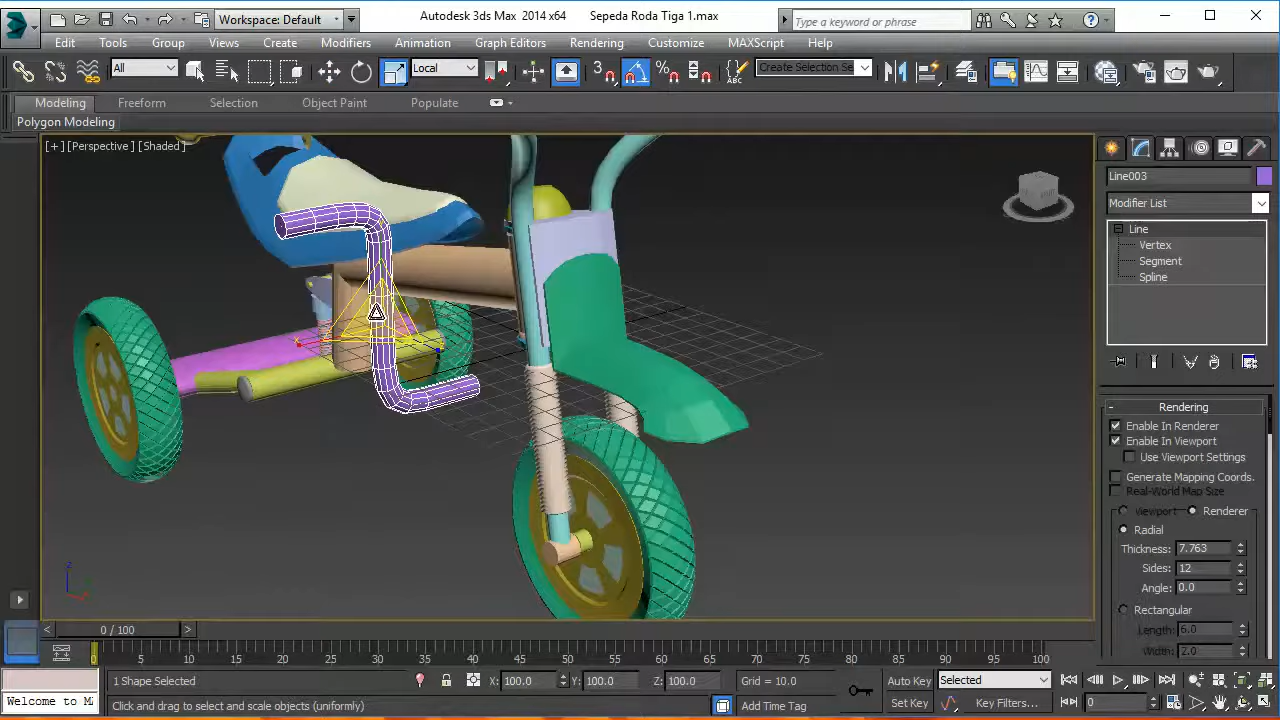 Workspace: Default
Autodesk 3ds Max 2014 x64 Sepeda Roda Tiga 1.max
Type a keyword or phrase
Edit Tools Group Views Create Modifiers Animation Graph Editors Rendering Customize MAXScript Help
All Local 3 ABC Create Selection Se
Modeling Freeform Selection Object Paint Populate
Polygon Modeling
[+] [Perspective] [Shaded]
Line003
Modifier List
Line
Vertex
Segment
Spline
- Rendering
Enable In Renderer
Enable In Viewport
Use Viewport Settings
Generate Mapping Coords.
Real-World Map Size
Viewport Renderer
Radial
Thickness: 7.763
Sides: 12
Angle: 0.0
Rectangular
Length: 6.0
Width: 2.0
z
< 0 / 100 >
0 5 10 15 20 25 30 35 40 45 50 55 60 65 70 75 80 85 90 95 100
1 Shape Selected X: 100.0 Y: 100.0 Z: 100.0 Grid = 10.0 Auto Key Selected
Welcome to Click and drag to select and scale objects (uniformly) Add Time Tag Set Key Key Filters... 0